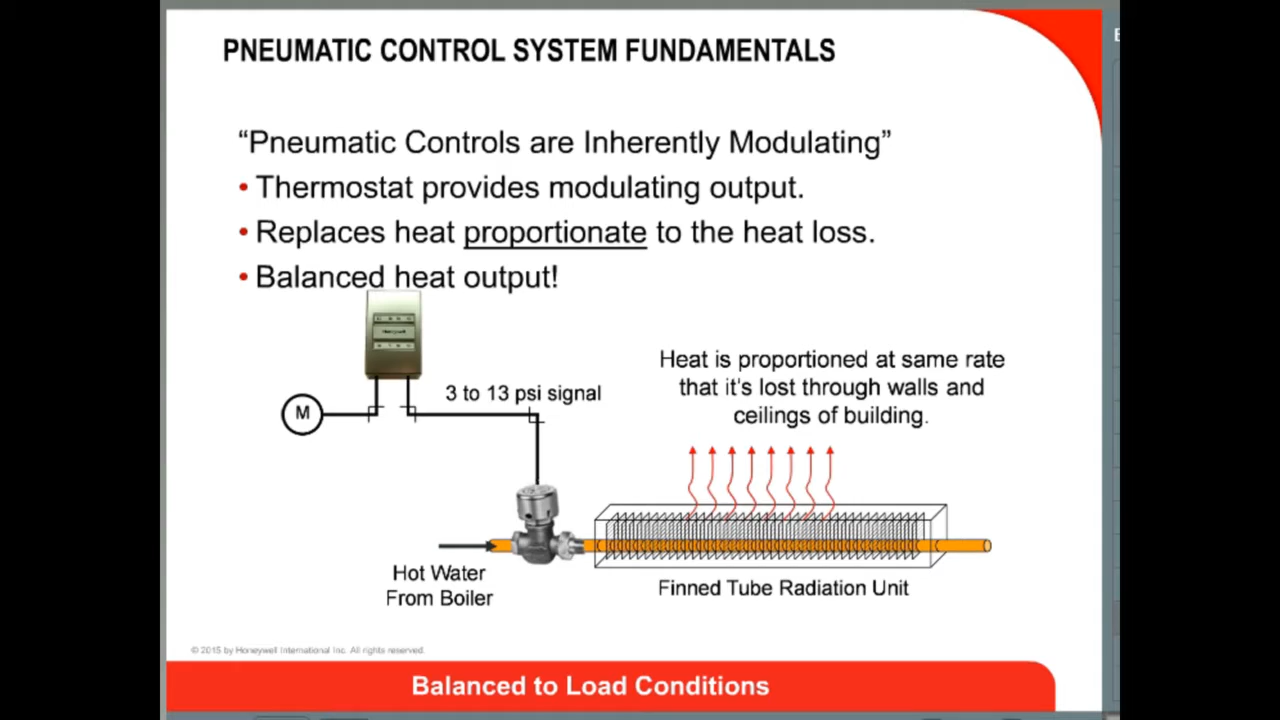 PNEUMATIC CONTROL SYSTEM FUNDAMENTALS
“Pneumatic Controls are Inherently Modulating”
• Thermostat provides modulating output.
• Replaces heat proportionate to the heat loss.
• Balanced heat output!
Honeywell
3 to 13 psi signal
M
Heat is proportioned at same rate
that it's lost through walls and
ceilings of building.
Hot Water
From Boiler
Finned Tube Radiation Unit
© 2015 by Honeywell International Inc. All rights reserved.
Balanced to Load Conditions